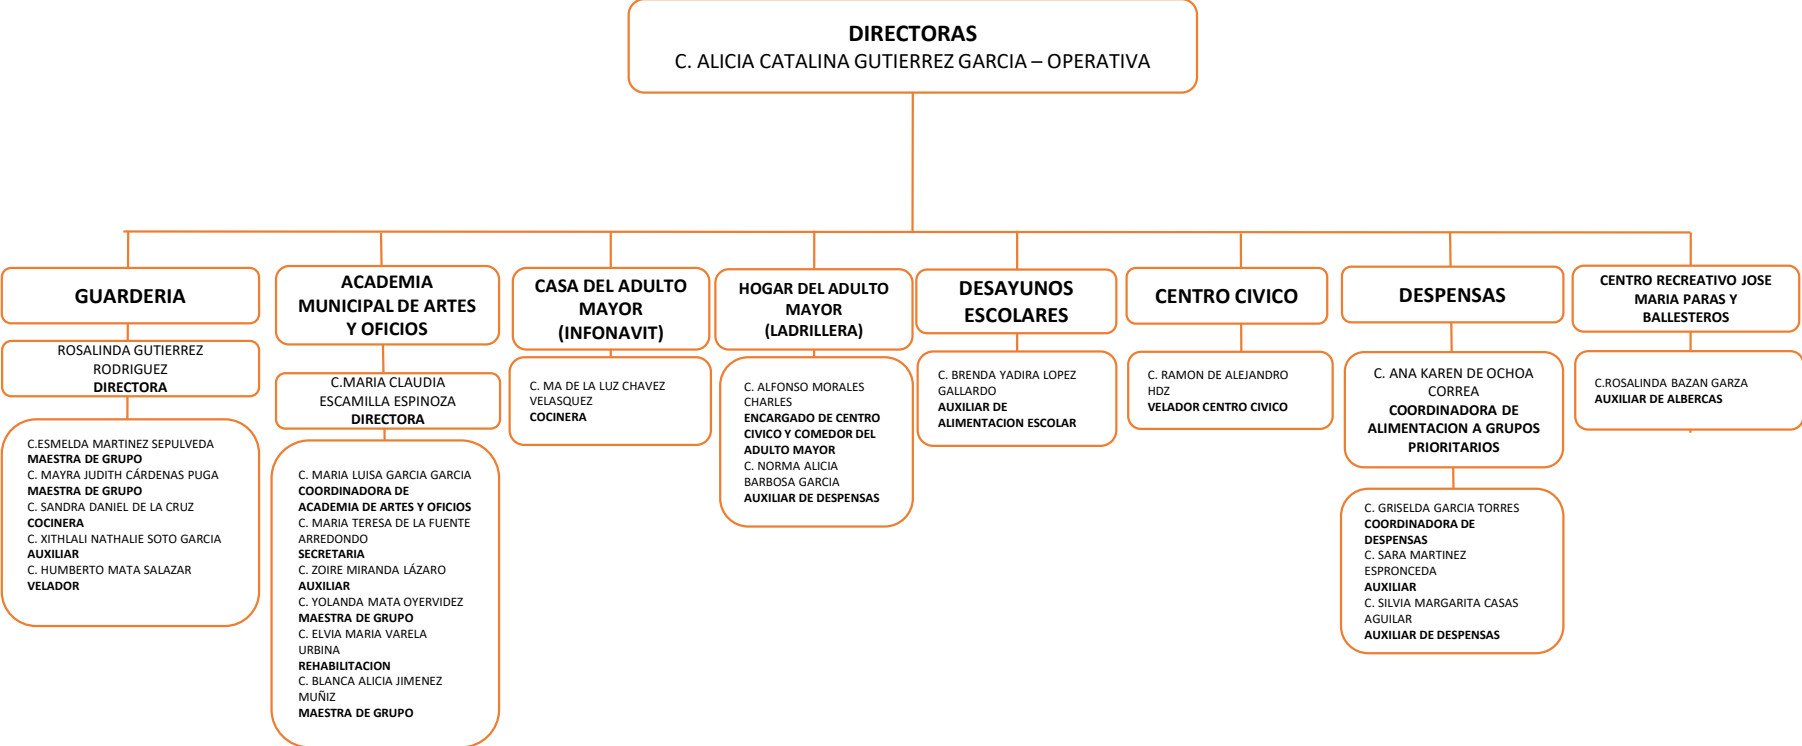 DIRECTORAS
C. ALICIA CATALINA GUTIERREZ GARCIA – OPERATIVA
GUARDERIA
ROSALINDA GUTIERREZ
RODRIGUEZ
DIRECTORA
C.ESMELDA MARTINEZ SEPULVEDA
MAESTRA DE GRUPO
C. MAYRA JUDITH CÁRDENAS PUGA
MAESTRA DE GRUPO
C. SANDRA DANIEL DE LA CRUZ
COCINERA
C. XITHLALI NATHALIE SOTO GARCIA
AUXILIAR
C. HUMBERTO MATA SALAZAR
VELADOR
ACADEMIA
MUNICIPAL DE ARTES
Y OFICIOS
C.MARIA CLAUDIA
ESCAMILLA ESPINOZA
DIRECTORA
C. MARIA LUISA GARCIA GARCIA
COORDINADORA DE
ACADEMIA DE ARTES Y OFICIOS
C. MARIA TERESA DE LA FUENTE
ARREDONDO
SECRETARIA
C. ZOIRE MIRANDA LÁZARO
AUXILIAR
C. YOLANDA MATA OYERVIDEZ
MAESTRA DE GRUPO
C. ELVIA MARIA VARELA
URBINA
REHABILITACION
C. BLANCA ALICIA JIMENEZ
MUÑIZ
MAESTRA DE GRUPO
CASA DEL ADULTO
MAYOR
(INFONAVIT)
C. MA DE LA LUZ CHAVEZ
VELASQUEZ
COCINERA
HOGAR DEL ADULTO
MAYOR
(LADRILLERA)
C. ALFONSO MORALES
CHARLES
ENCARGADO DE CENTRO
CIVICO Y COMEDOR DEL
ADULTO MAYOR
C. NORMA ALICIA
BARBOSA GARCIA
AUXILIAR DE DESPENSAS
DESAYUNOS
ESCOLARES
C. BRENDA YADIRA LOPEZ
GALLARDO
AUXILIAR DE
ALIMENTACION ESCOLAR
CENTRO CIVICO
C. RAMON DE ALEJANDRO
HDZ
VELADOR CENTRO CIVICO
DESPENSAS
C. ANA KAREN DE OCHOA
CORREA
COORDINADORA DE
ALIMENTACION A GRUPOS
PRIORITARIOS
C. GRISELDA GARCIA TORRES
COORDINADORA DE
DESPENSAS
C. SARA MARTINEZ
ESPRONCEDA
AUXILIAR
C. SILVIA MARGARITA CASAS
AGUILAR
AUXILIAR DE DESPENSAS
CENTRO RECREATIVO JOSE
MARIA PARAS Y
BALLESTEROS
C.ROSALINDA BAZAN GARZA
AUXILIAR DE ALBERCAS